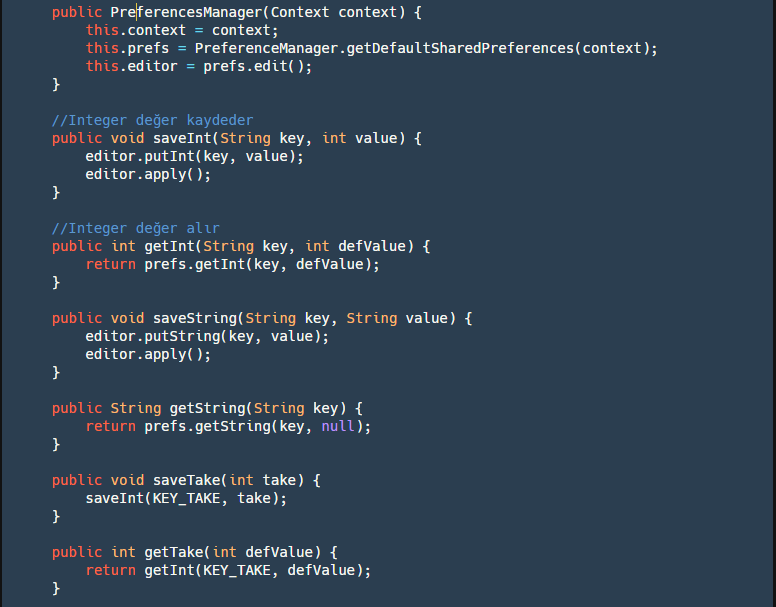 public PreferencesManager(Context context) {
this.context = context;
this.prefs = PreferenceManager.getDefaultSharedPreferences(context);
this.editor = prefs.edit();
}
//Integer değer kaydeder
public void saveInt(String key, int value) {
editor.putInt(key, value);
editor.apply();
}
//Integer değer alır
public int getInt(String key, int defValue) {
return prefs.getInt(key, defValue);
}
public void saveString(String key, String value) {
editor.putString(key, value);
editor.apply();
}
public String getString(String key) {
return prefs.getString(key, null);
}
public void saveTake(int take) {
saveInt(KEY_TAKE, take);
}
public int getTake(int defValue) {
return getInt(KEY_TAKE, defValue);
}